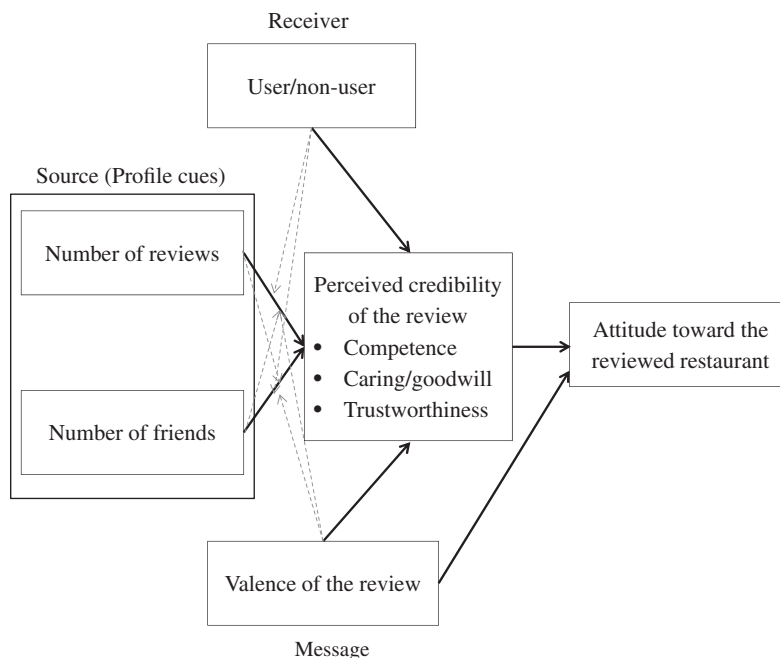 Receiver
User/non-user
Source (Profile cues)
Number of reviews
Number of friends
Perceived credibility
of the review
• Competence
• Caring/goodwill
• Trustworthiness
Attitude toward the
reviewed restaurant
Valence of the review
Message